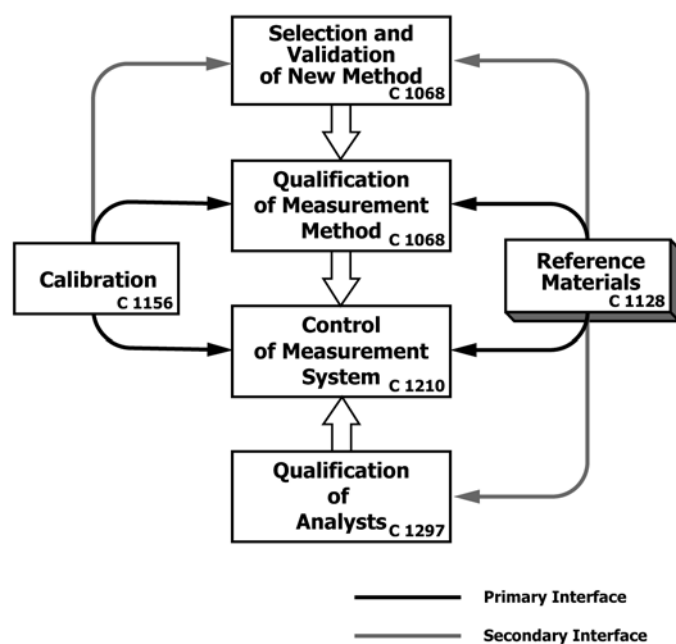 Selection and
Validation
of New Method
C 1068
Qualification
of Measurement
Method
C 1068
Calibration
C 1156
Reference
Materials
C 1128
Control
of Measurement
System
C 1210
Qualification
of
Analysts
C 1297
Primary Interface
Secondary Interface